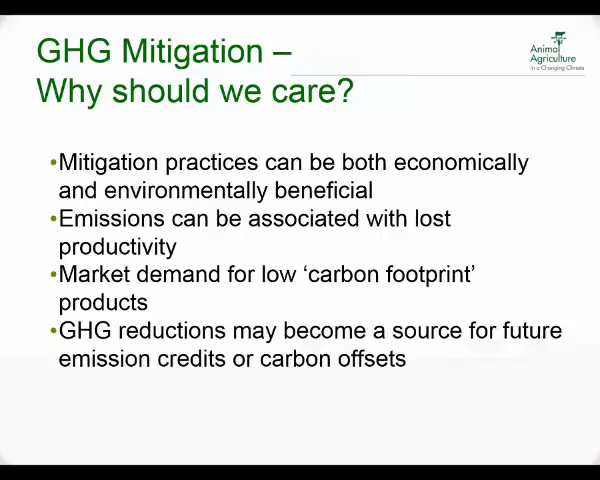 GHG Mitigation –
Why should we care?
Animal
Agriculture
in a Changing Climate
•Mitigation practices can be both economically
and environmentally beneficial
•Emissions can be associated with lost
productivity
•Market demand for low ‘carbon footprint’
products
•GHG reductions may become a source for future
emission credits or carbon offsets